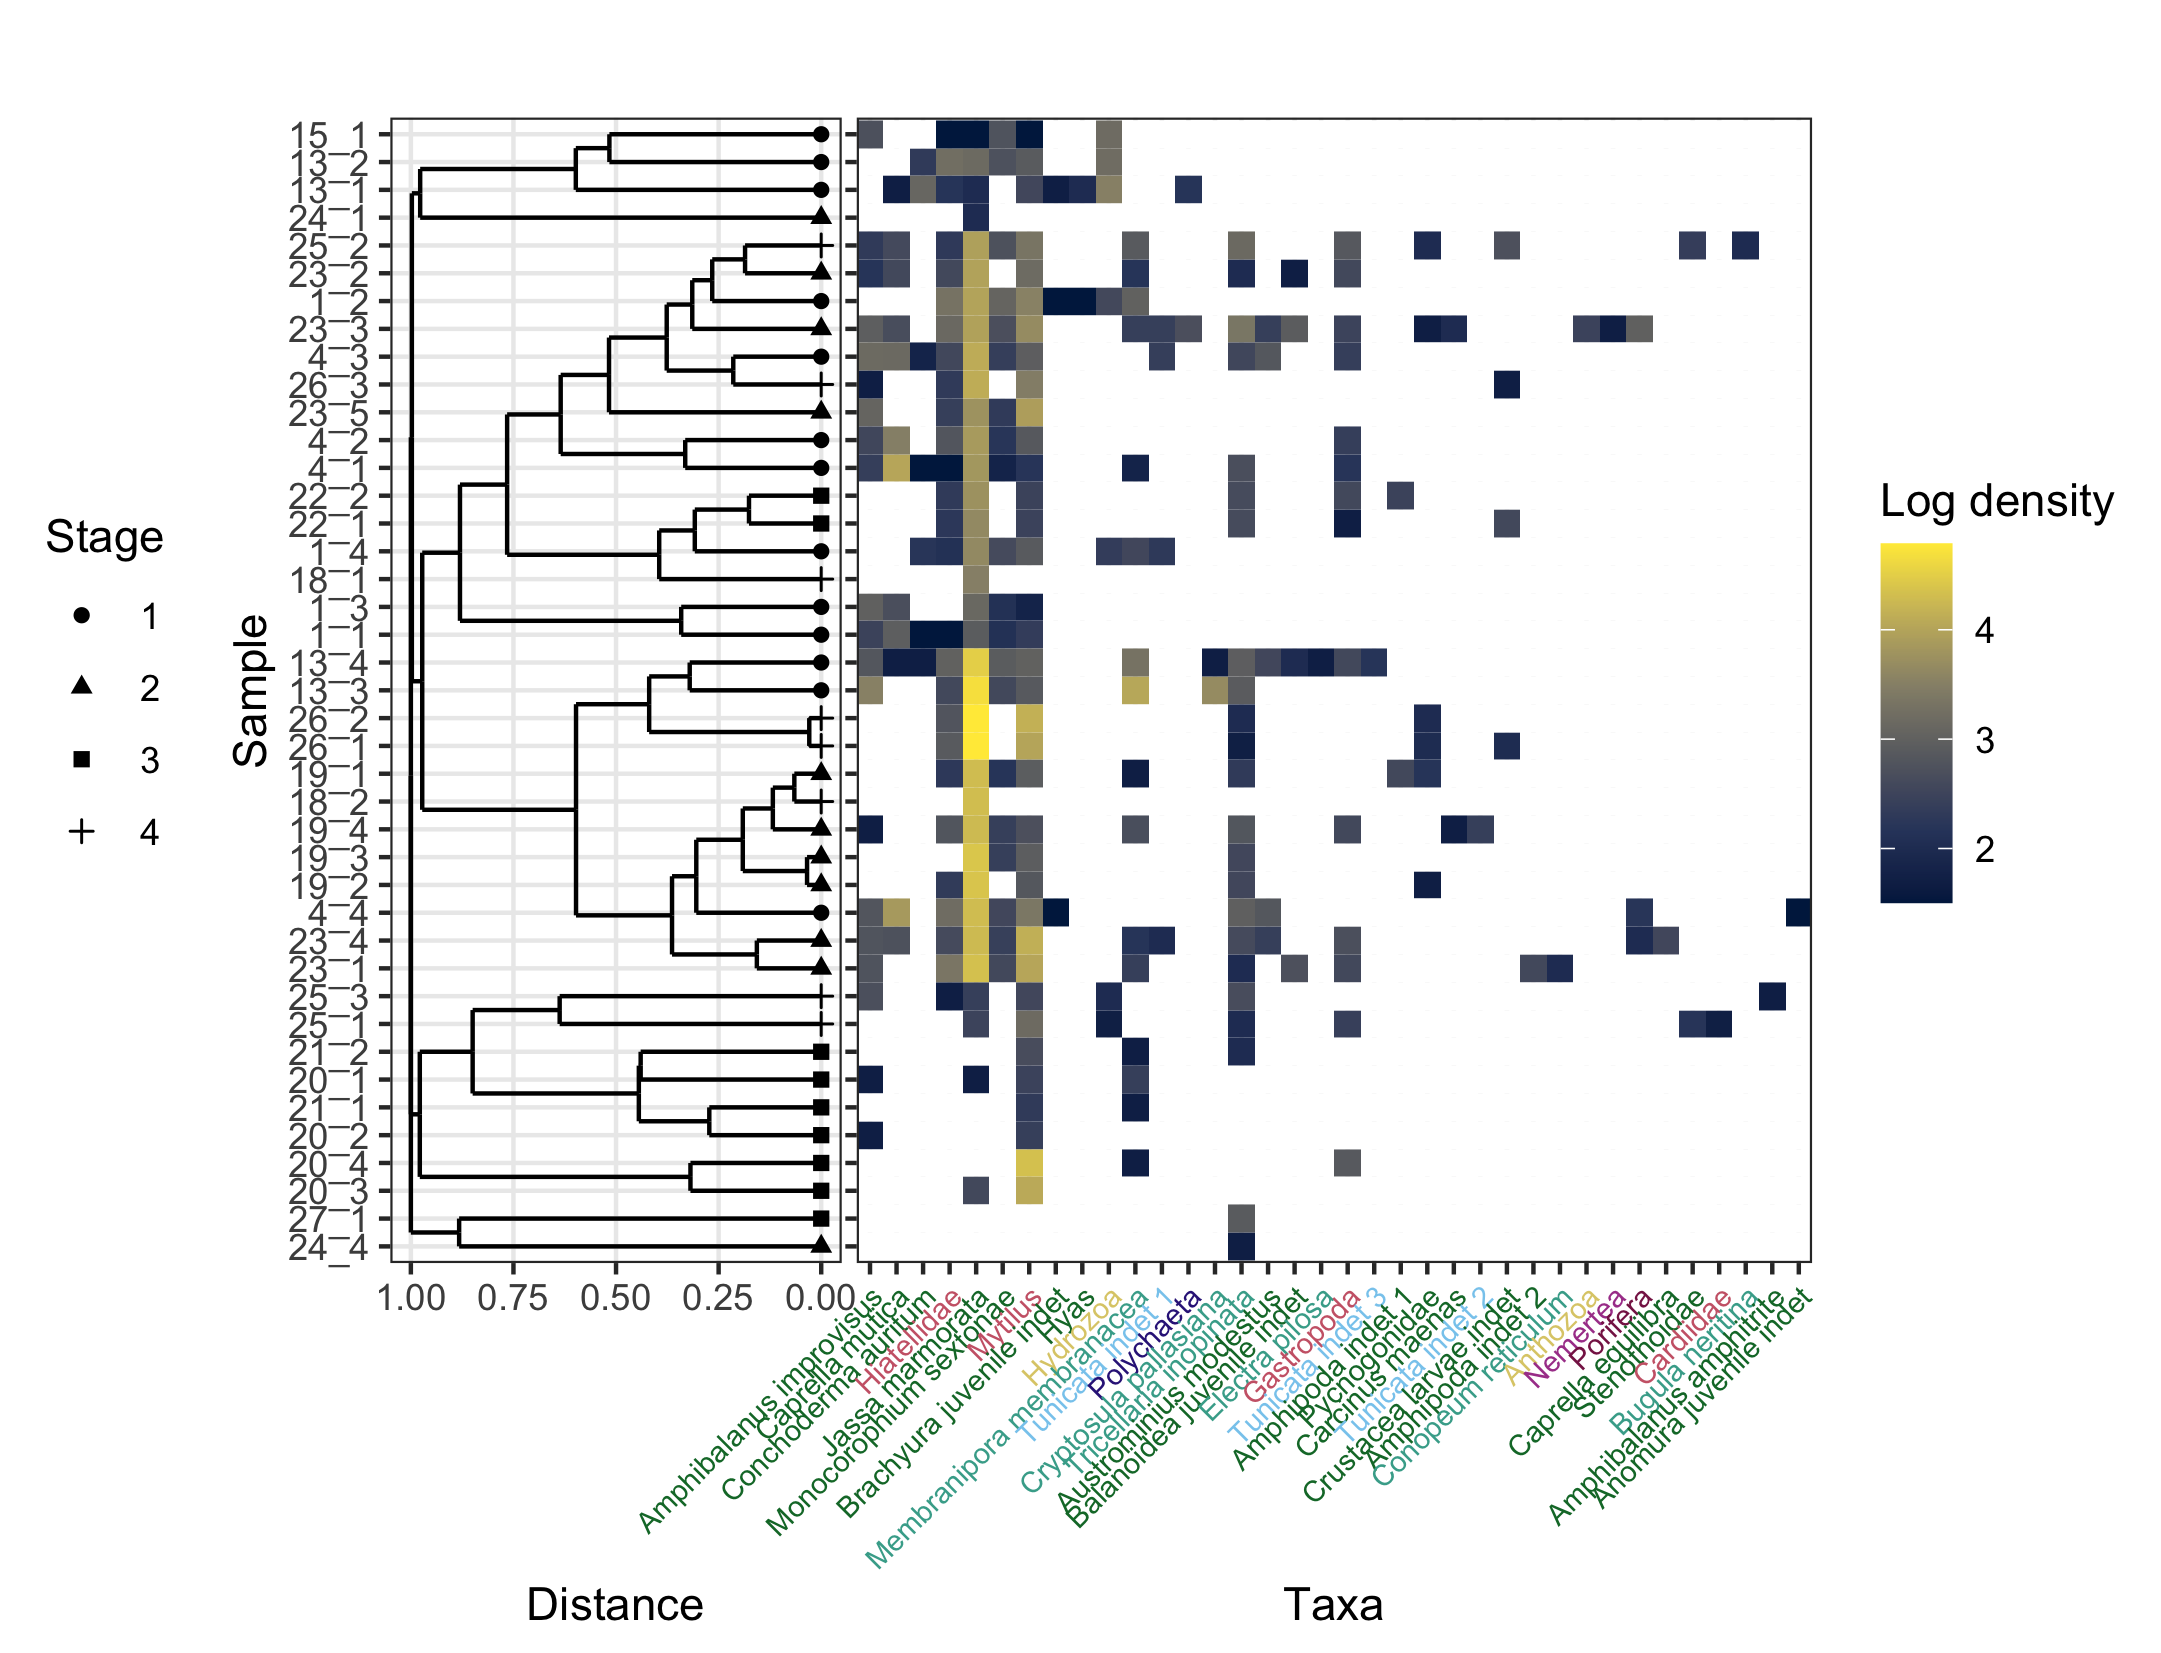 Stage
1
2
3
4
Sample
15_1
13_2
13_1
24_1
25_2
23_2
1_2
23_3
4_3
26_3
23_5
4_2
4_1
22_2
22_1
1_4
18_1
1_3
1_1
13_4
13_3
26_2
26_1
19_1
18_2
19_4
19_3
19_2
4_4
23_4
23_1
25_3
25_1
21_2
20_1
21_1
20_2
20_4
20_3
27_1
24_4
1.00 0.75 0.50 0.25 0.00
Distance
Amphibalanus improvisus
Caprella mutica
Conchoderma auritum
Hiatellidae
Jassa marmorata
Monocorophium sextonae
Mytilus
Brachyura juvenile indet
Hyas
Hydrozoa
Membranipora membranacea
Tunicata indet 1
Polychaeta
Cryptosula pallasiana
Tricellaria inopinata
Austrominius modestus
Balanoidea juvenile indet
Electra pilosa
Gastropoda
Tunicata indet 3
Amphipoda indet 1
Pycnogonidae
Carcinus maenas
Tunicata indet 2
Crustacea larvae indet
Amphipoda indet 2
Conopeum reticulum
Anthozoa
Nemertea
Porifera
Caprella equilibra
Stenothoidae
Cardiidae
Bugula neritina
Amphibalanus amphitrite
Anomura juvenile indet
Taxa
Log density
4
3
2